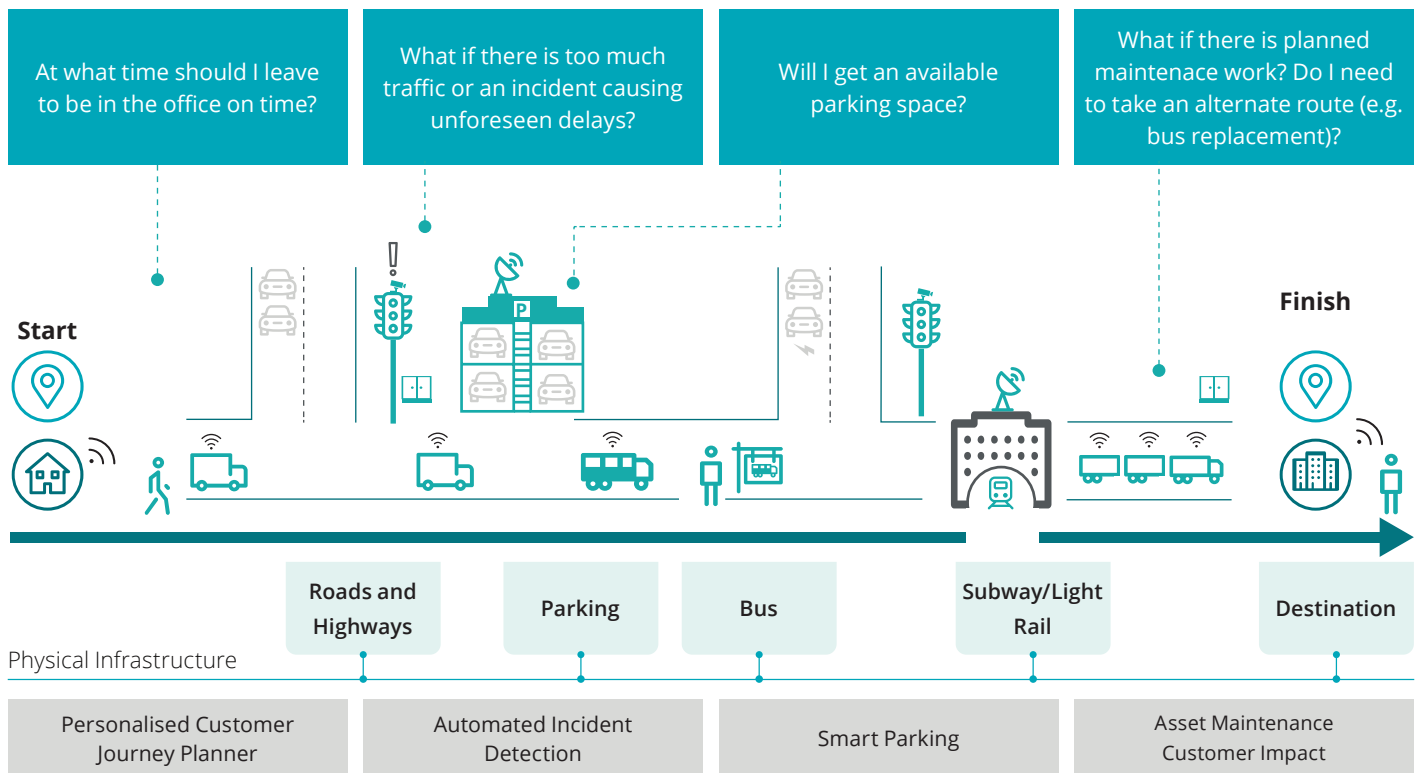 At what time should I leave
to be in the office on time?
What if there is too much
traffic or an incident causing
unforeseen delays?
Will I get an available
parking space?
What if there is planned
maintenace work? Do I need
to take an alternate route (e.g.
bus replacement)?
Start
P
Finish
Roads and
Highways
Parking
Bus
Subway/Light
Rail
Destination
Physical Infrastructure
Personalised Customer
Journey Planner
Automated Incident
Detection
Smart Parking
Asset Maintenance
Customer Impact